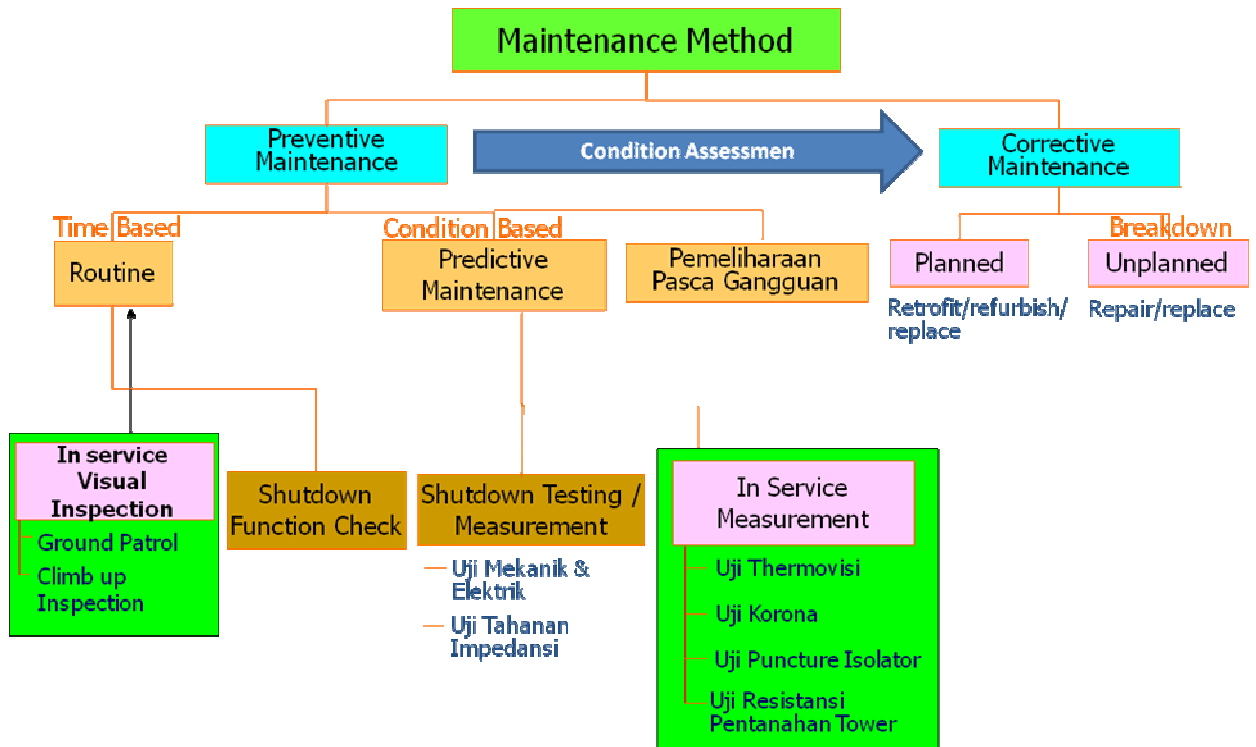 Maintenance Method
Preventive
Maintenance
Condition Assessmen
Corrective
Maintenance
Time Based
Routine
Condition Based
Predictive
Maintenance
Pemeliharaan
Pasca Gangguan
Planned
Retrofit/refurbish/
replace
Breakdown
Unplanned
Repair/replace
In service
Visual
Inspection
Ground Patrol
Climb up
Inspection
Shutdown
Function Check
Shutdown Testing /
Measurement
Uji Mekanik &
Elektrik
Uji Tahanan
Impedansi
In Service
Measurement
Uji Thermovisi
Uji Korona
Uji Puncture Isolator
Uji Resistansi
Pentanahan Tower